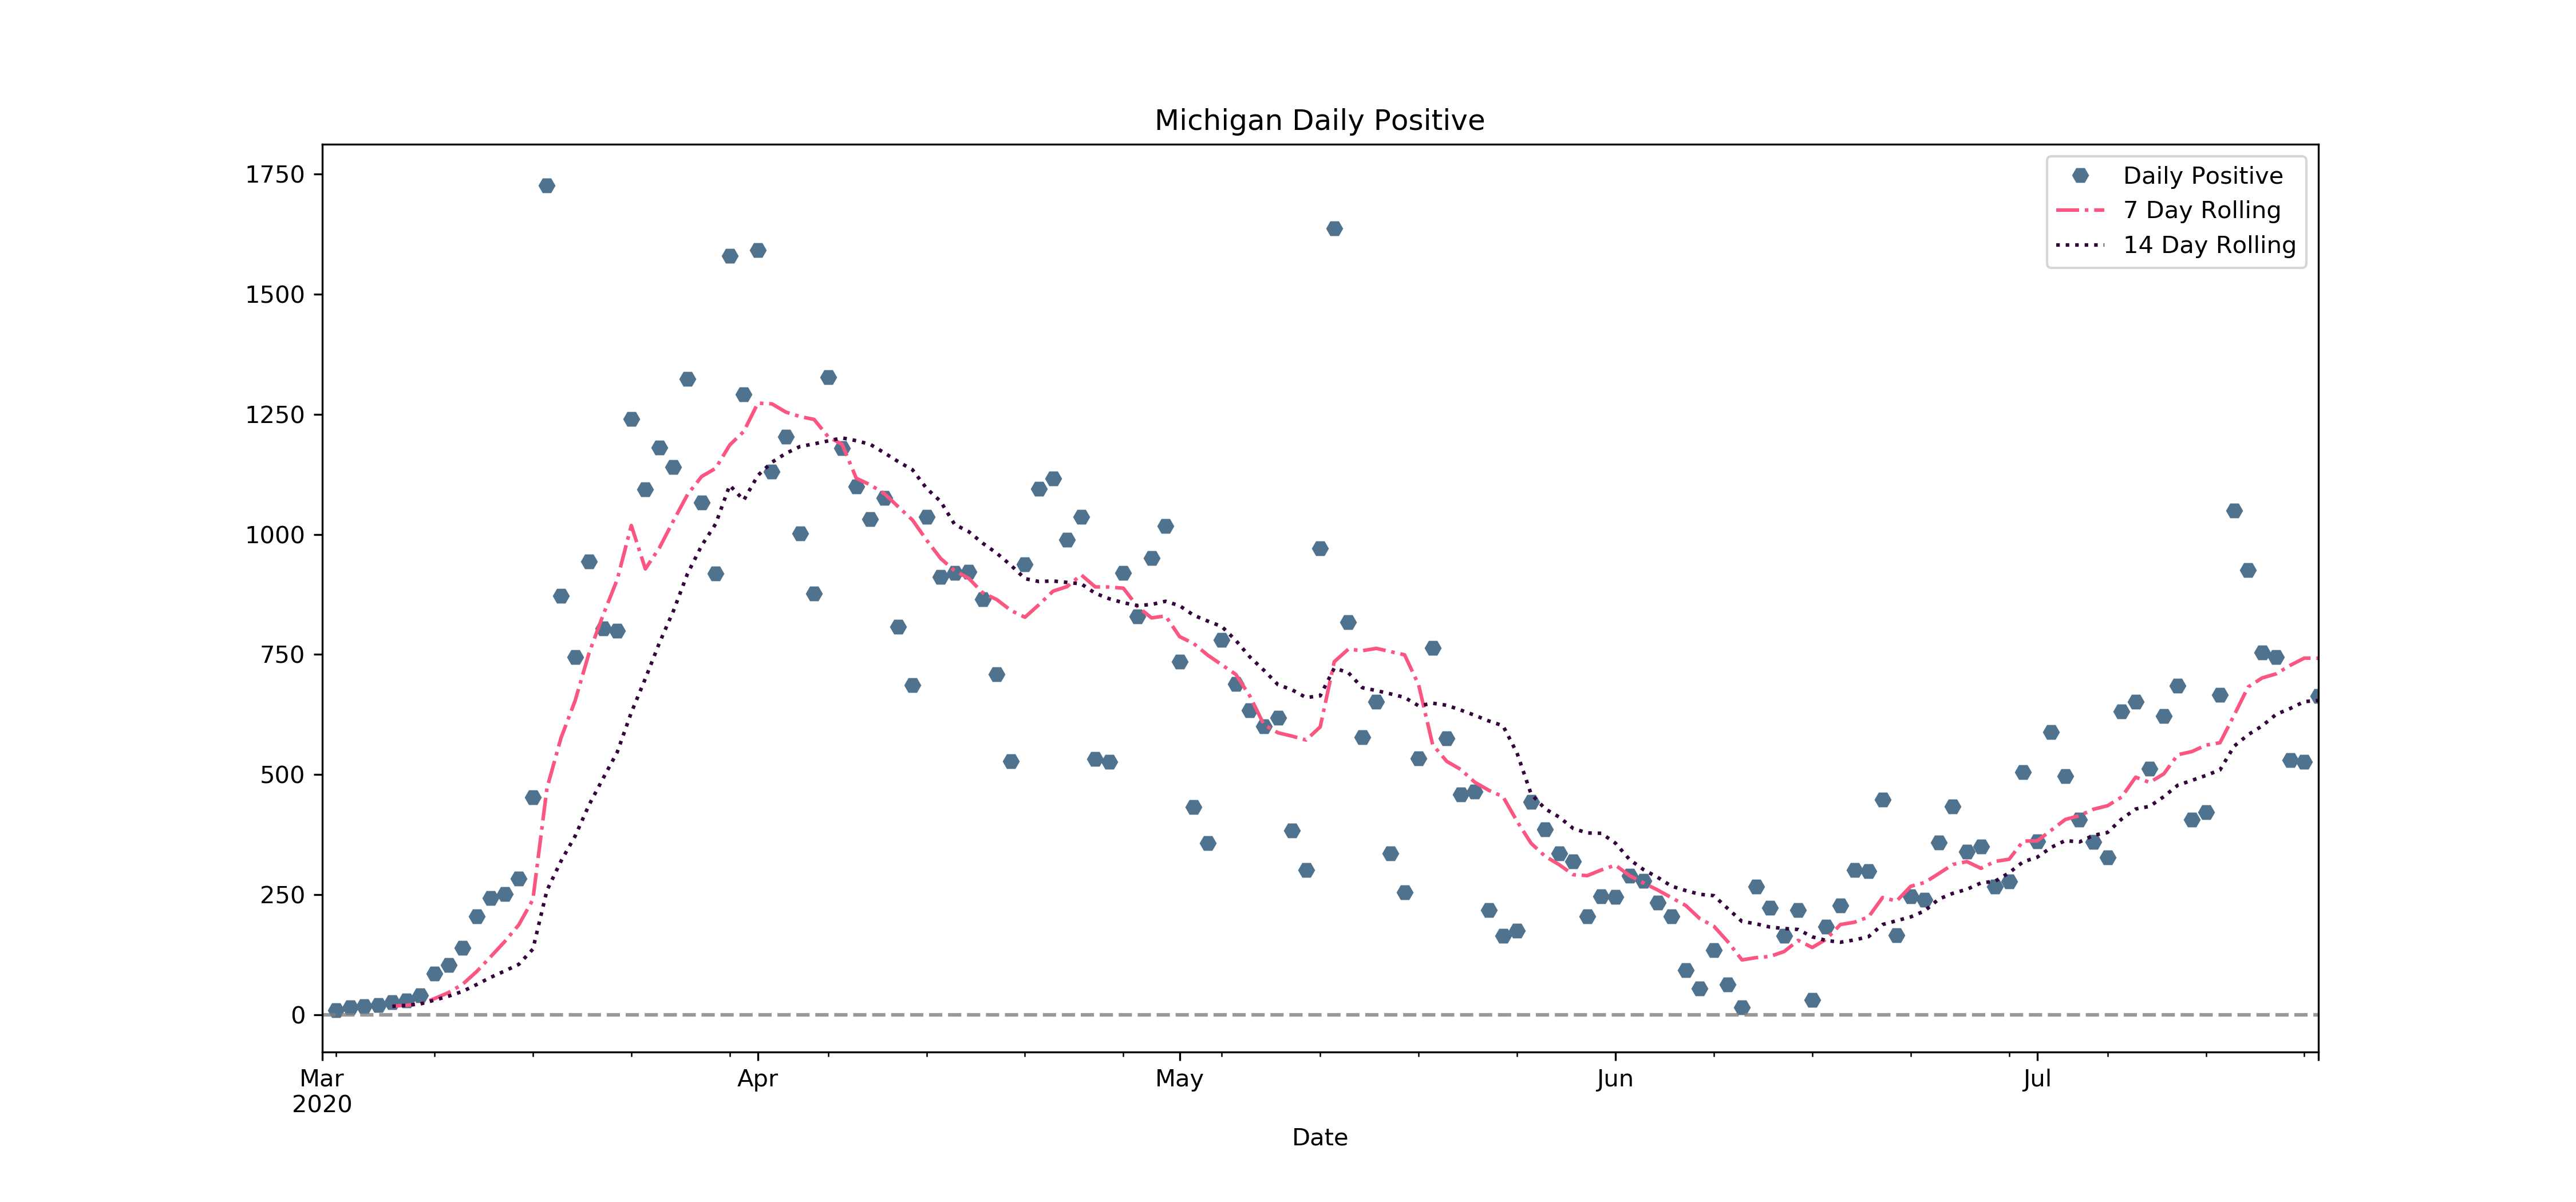 Michigan Daily Positive
1750
1500
1250
1000
750
500
250
0
Daily Positive
7 Day Rolling
14 Day Rolling
Mar
2020
Apr
May
Jun
Jul
Date